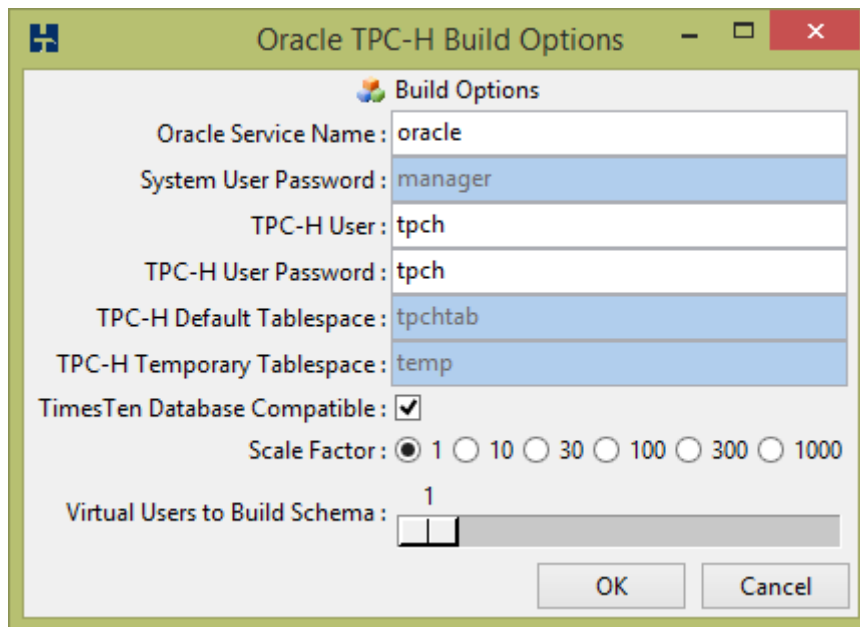 Oracle TPC-H Build Options
Build Options
Oracle Service Name : oracle
System User Password : manager
TPC-H User : tpch
TPC-H User Password : tpch
TPC-H Default Tablespace : tpchtab
TPC-H Temporary Tablespace : temp
TimesTen Database Compatible :
Scale Factor : 1 10 30 100 300 1000
1
Virtual Users to Build Schema :
OK Cancel